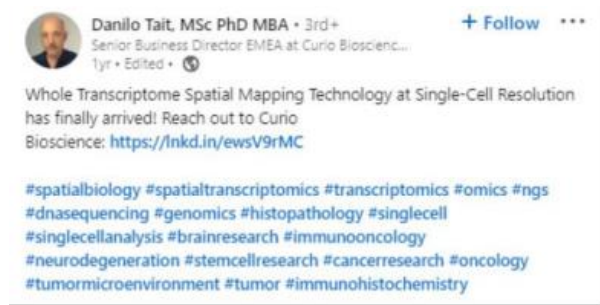 Danilo Tait, MSc PhD MBA • 3rd+
+ Follow •••
Senior Business Director EMEA at Curio Bioscienc...
1yr • Edited •
Whole Transcriptome Spatial Mapping Technology at Single-Cell Resolution
has finally arrived! Reach out to Curio
Bioscience: https://lnkd.in/ewsV9rMC
#spatialbiology #spatialtranscriptomics #transcriptomics #omics #ngs
#dnasequencing #genomics #histopathology #singlecell
#singlecellanalysis #brainresearch #immunooncology
#neurodegeneration #stemcellresearch #cancerresearch #oncology
#tumormicroenvironment #tumor #immunohistochemistry